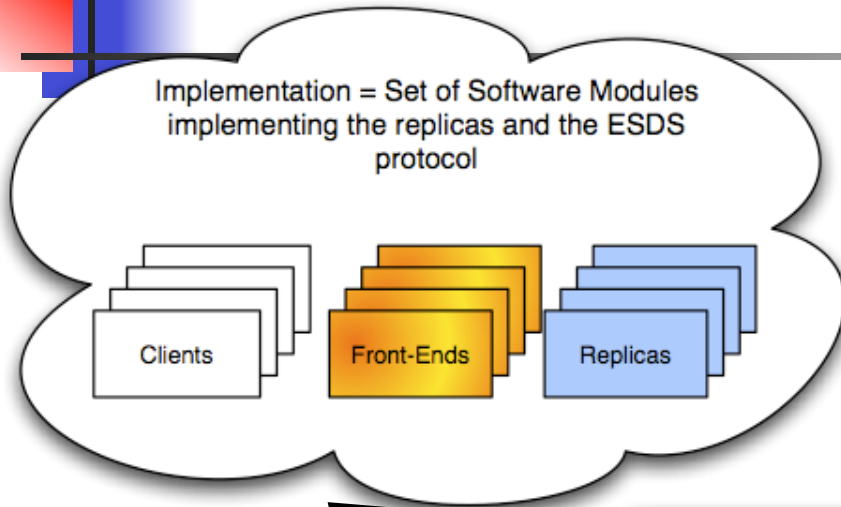 Implementation = Set of Software Modules
implementing the replicas and the ESDS
protocol
Clients
Front-Ends
Replicas